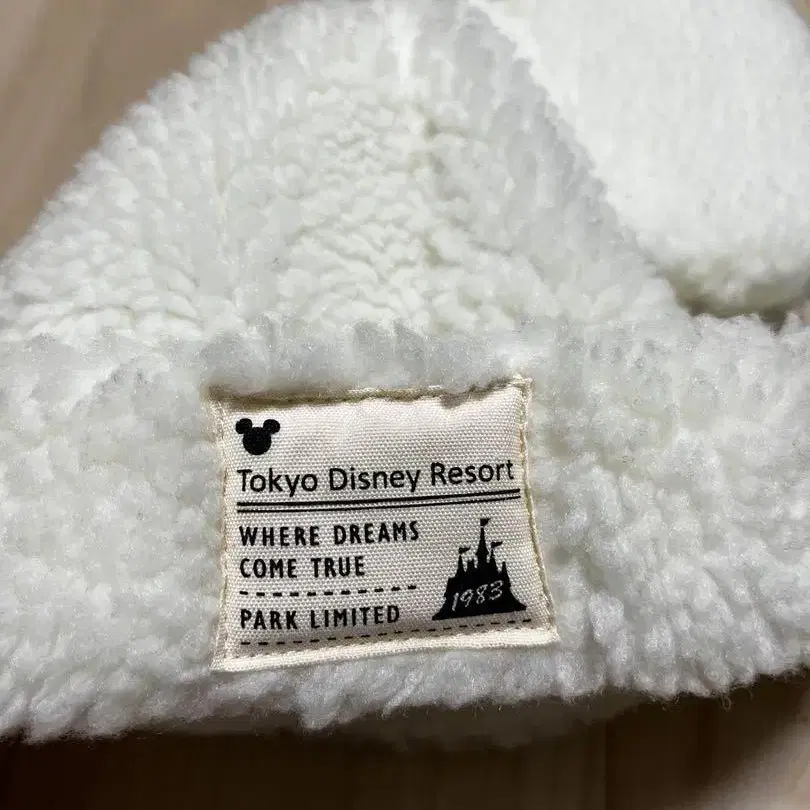 Tokyo Disney Resort
WHERE DREAMS
COME TRUE
PARK LIMITED
1983